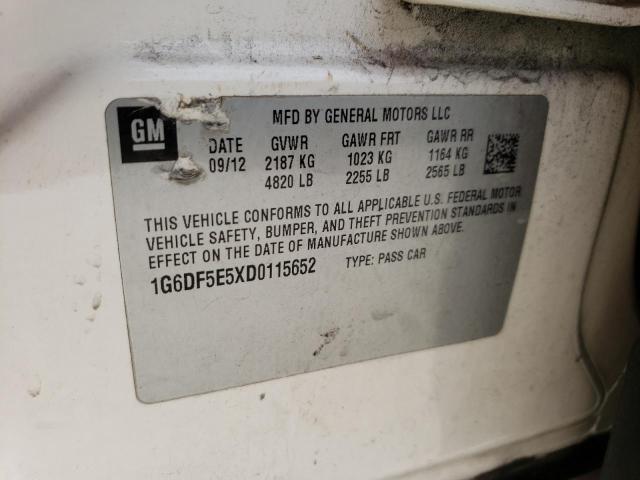 GM
MFD BY GENERAL MOTORS LLC
DATE GVWR GAWR FRT GAWR RR
09/12 2187 KG 1023 KG 1164 KG
4820 LB 2255 LB 2565 LB
THIS VEHICLE CONFORMS TO ALL APPLICABLE U.S. FEDERAL MOTOR
VEHICLE SAFETY, BUMPER, AND THEFT PREVENTION STANDARDS IN
EFFECT ON THE DATE OF MANUFACTURE SHOWN ABOVE.
1G6DF5E5XD0115652 TYPE: PASS CAR